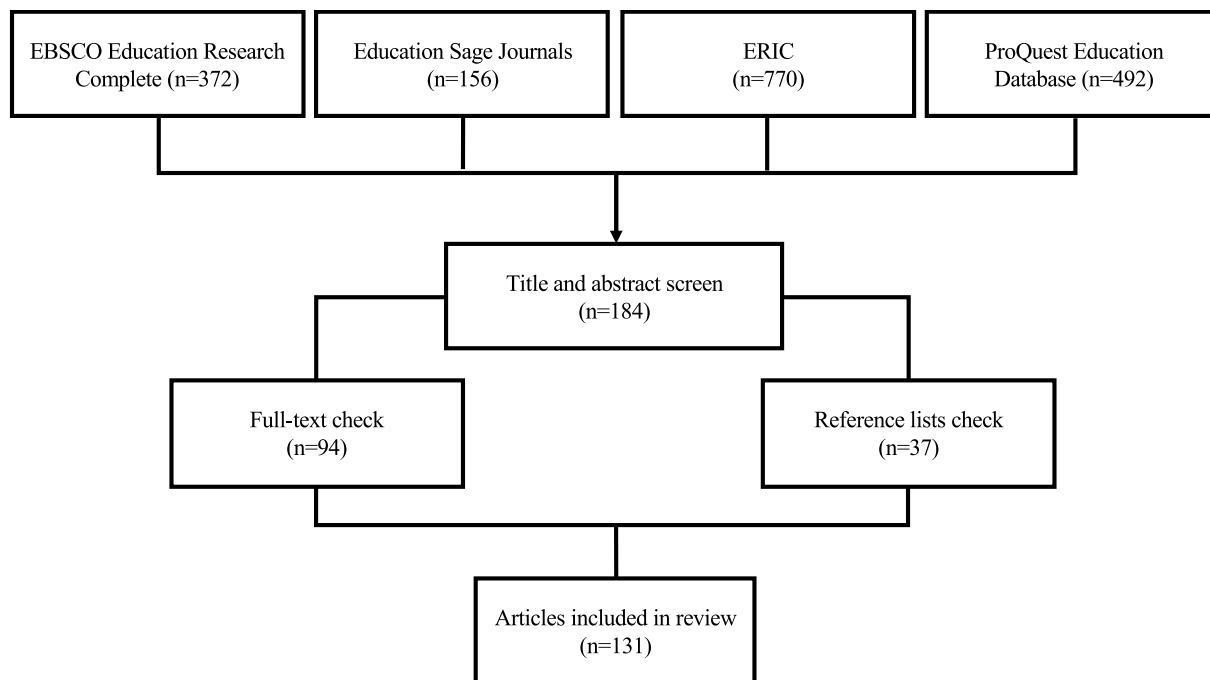 EBSCO Education Research
Complete (n=372)
Education Sage Journals
(n=156)
ERIC
(n=770)
ProQuest Education
Database (n=492)
Title and abstract screen
(n=184)
Full-text check
(n=94)
Reference lists check
(n=37)
Articles included in review
(n=131)